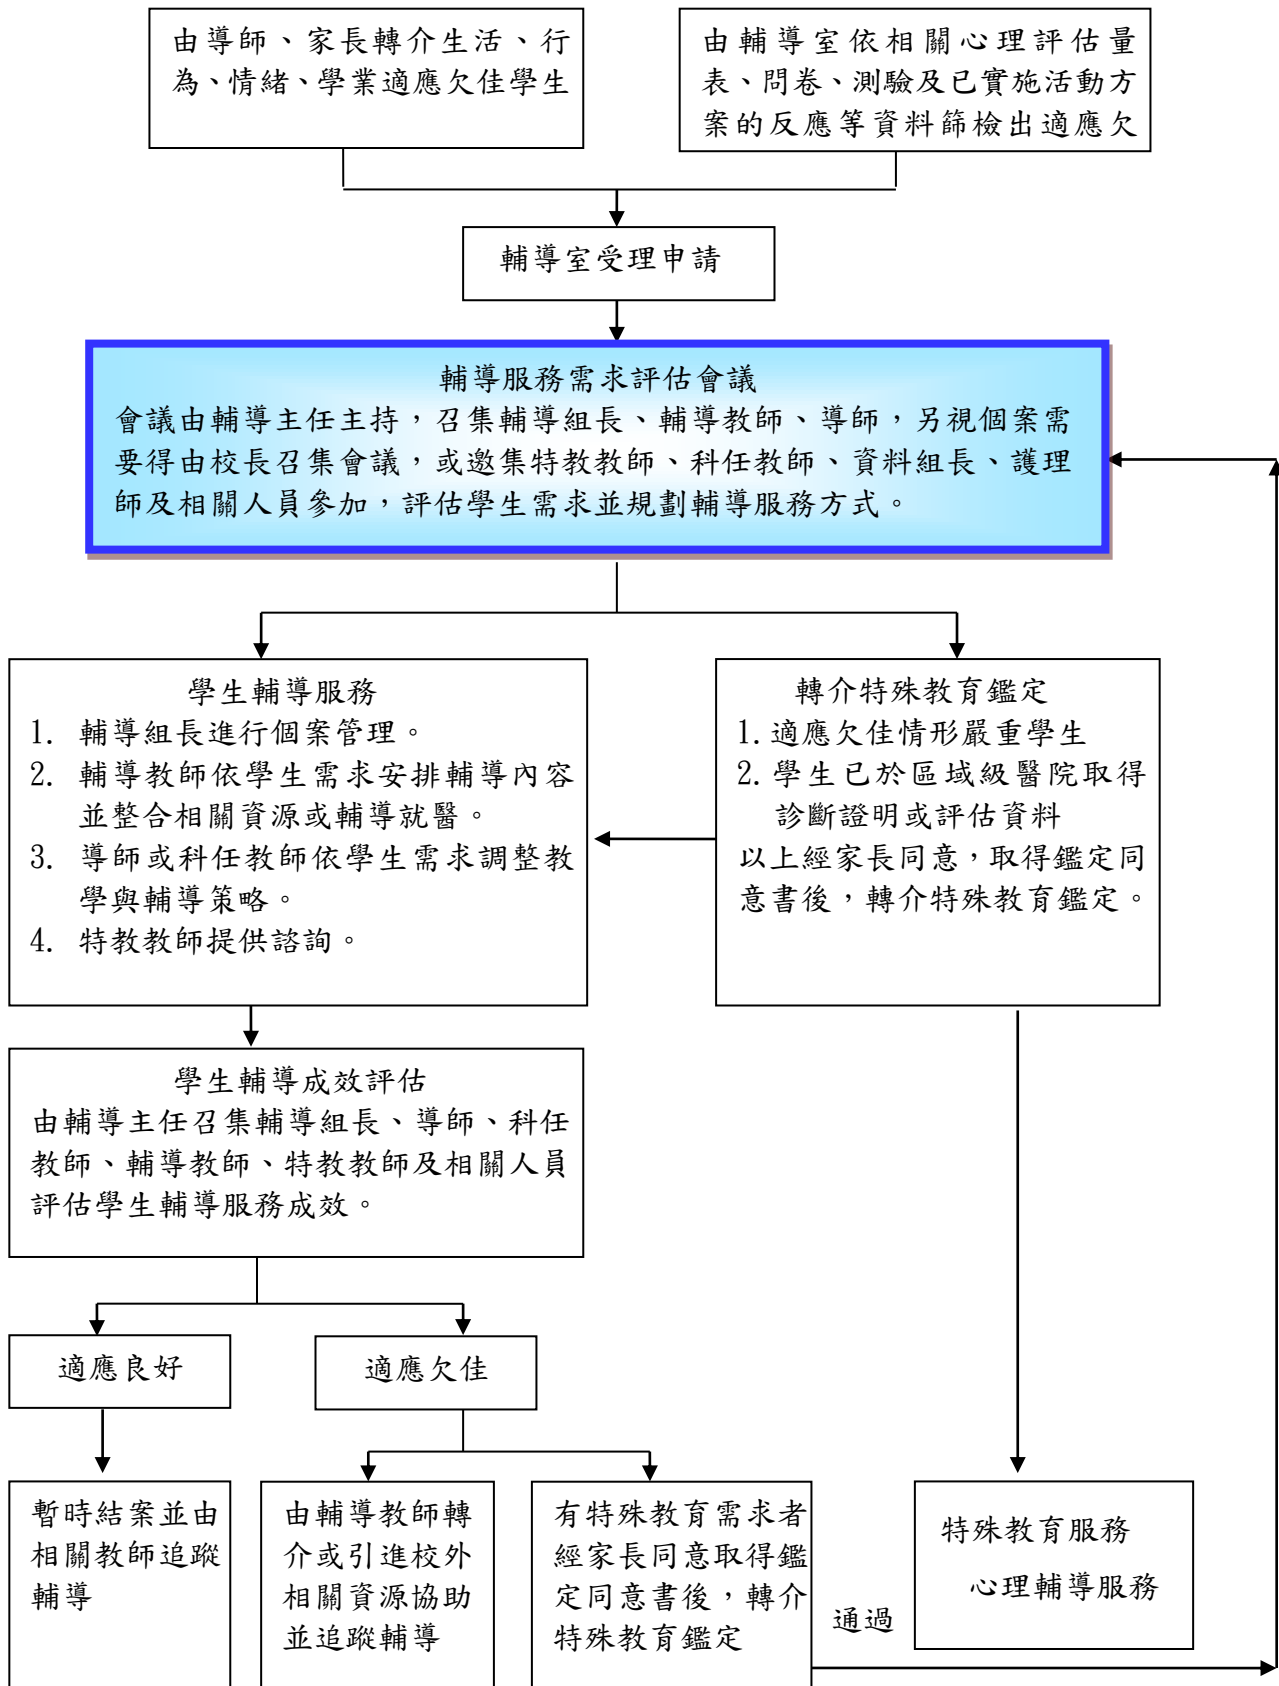 由導師、家長轉介生活、行
為、情緒、學業適應欠佳學生
由輔導室依相關心理評估量
表、問卷、測驗及已實施活動方
案的反應等資料篩檢出適應欠
輔導室受理申請
輔導服務需求評估會議
會議由輔導主任主持，召集輔導組長、輔導教師、導師，另視個案需
要得由校長召集會議，或邀集特教教師、科任教師、資料組長、護理
師及相關人員參加，評估學生需求並規劃輔導服務方式。
學生輔導服務
1. 輔導組長進行個案管理。
2. 輔導教師依學生需求安排輔導內容
並整合相關資源或輔導就醫。
3. 導師或科任教師依學生需求調整教
學與輔導策略。
4. 特教教師提供諮詢。
轉介特殊教育鑑定
1. 適應欠佳情形嚴重學生
2. 學生已於區域級醫院取得
診斷證明或評估資料
以上經家長同意，取得鑑定同
意書後，轉介特殊教育鑑定。
學生輔導成效評估
由輔導主任召集輔導組長、導師、科任
教師、輔導教師、特教教師及相關人員
評估學生輔導服務成效。
適應良好
適應欠佳
暫時結案並由
相關教師追蹤
輔導
由輔導教師轉
介或引進校外
相關資源協助
並追蹤輔導
有特殊教育需求者
經家長同意取得鑑
定同意書後，轉介
特殊教育鑑定
通過
特殊教育服務
心理輔導服務